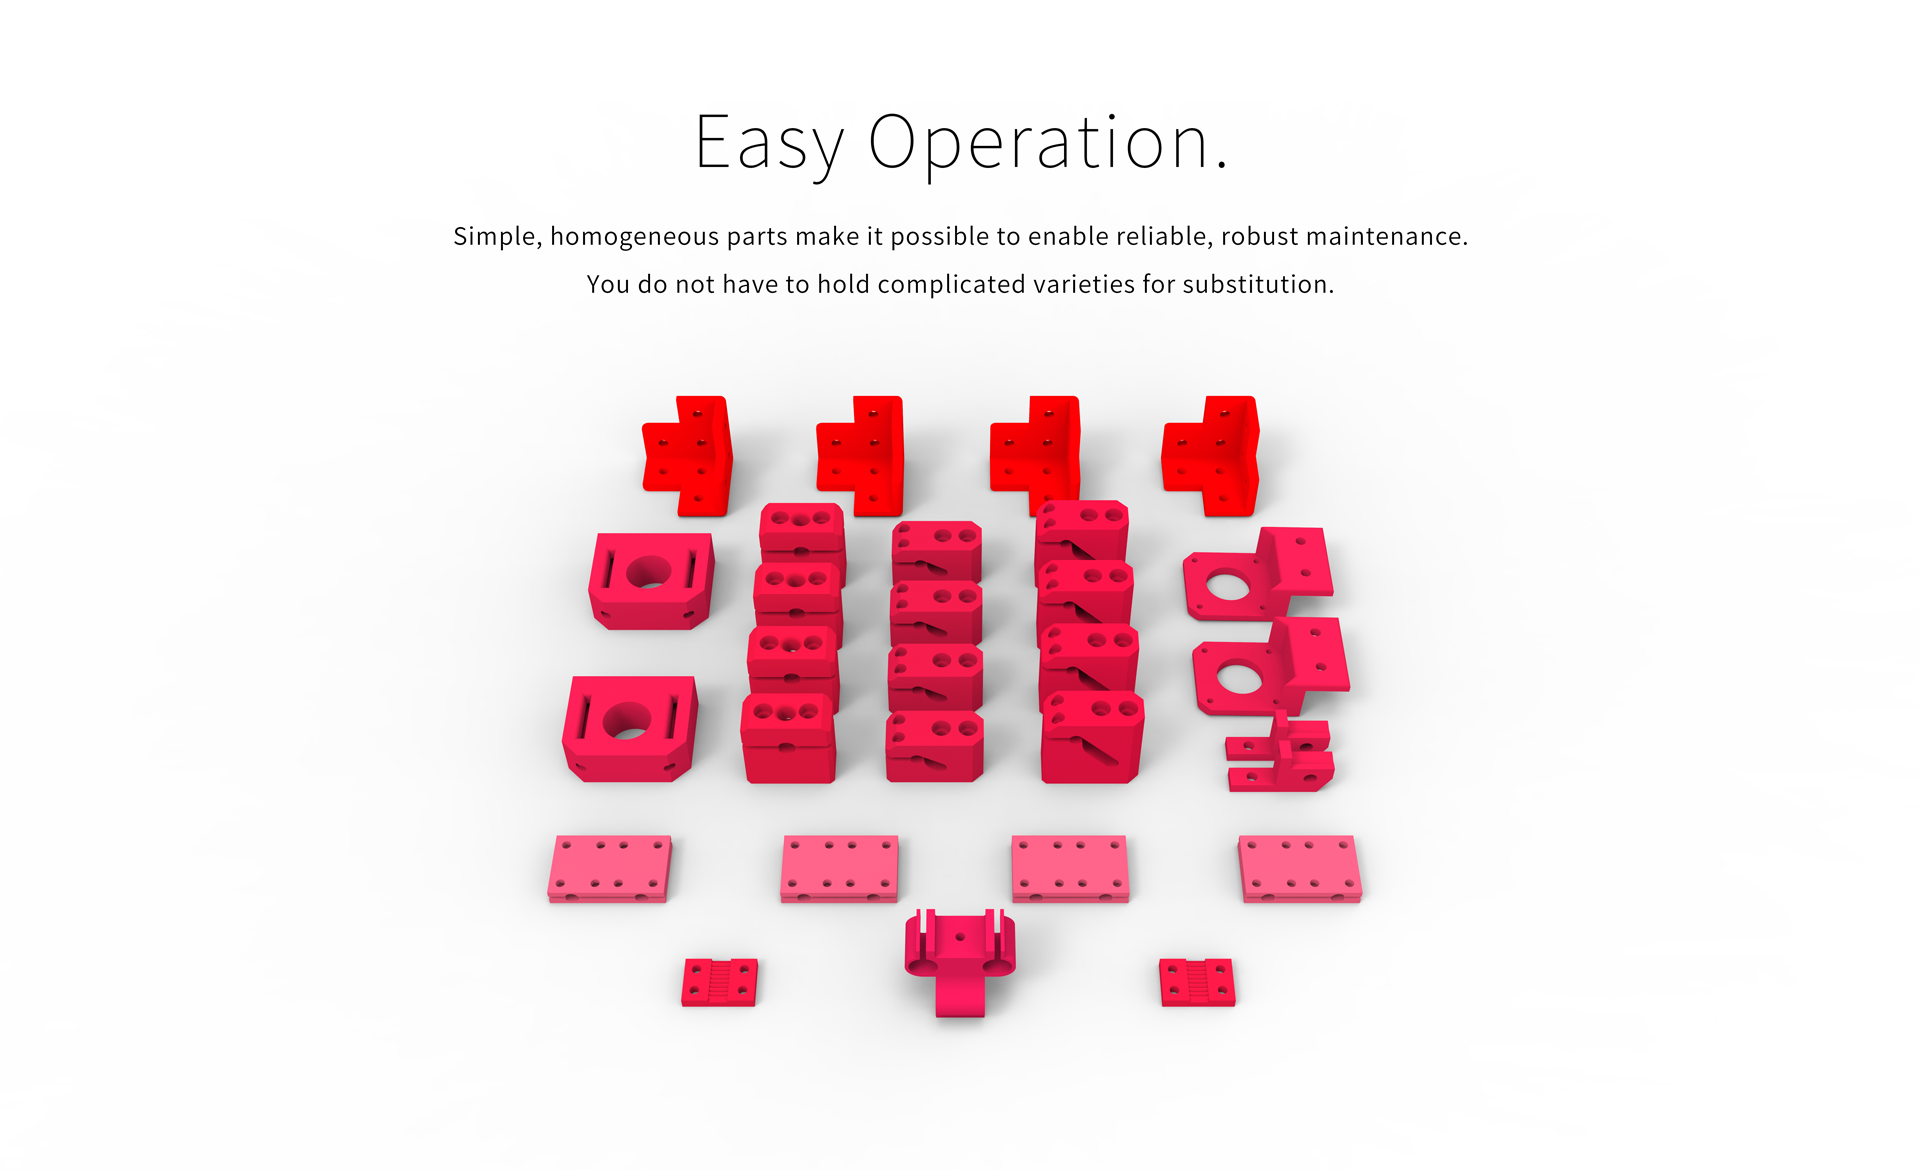 Easy Operation.
Simple, homogeneous parts make it possible to enable reliable, robust maintenance.
You do not have to hold complicated varieties for substitution.